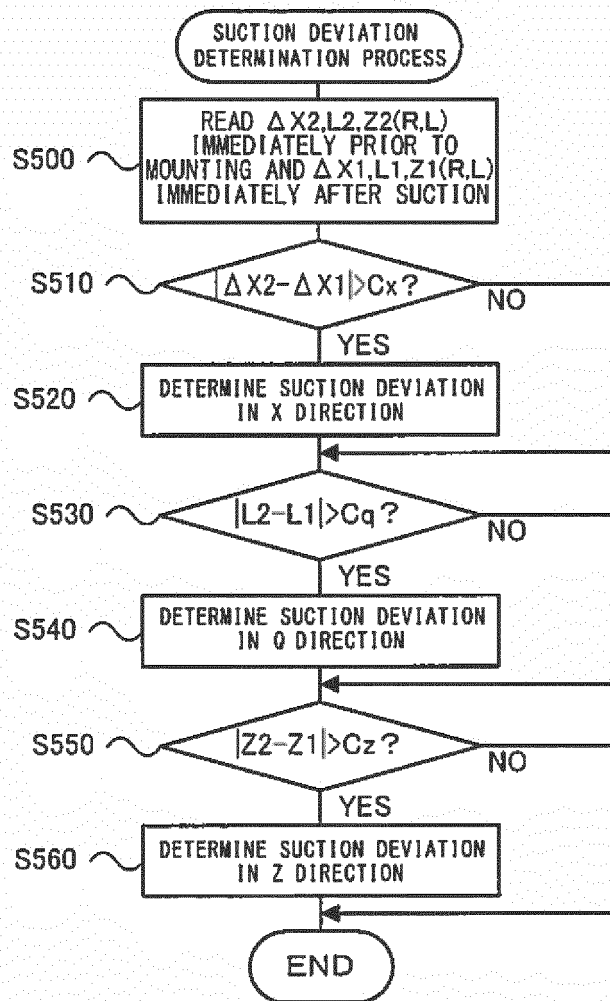 SUCTION DEVIATION
DETERMINATION PROCESS
S500
READ ΔX2,L2,Z2(R,L)
IMMEDIATELY PRIOR TO
MOUNTING AND ΔX1,L1,Z1(R,L)
IMMEDIATELY AFTER SUCTION
S510
|ΔX2-ΔX1|>Cx?
NO
YES
S520
DETERMINE SUCTION DEVIATION
IN X DIRECTION
S530
|L2-L1|>Cq?
NO
YES
S540
DETERMINE SUCTION DEVIATION
IN Q DIRECTION
S550
|Z2-Z1|>Cz?
NO
YES
S560
DETERMINE SUCTION DEVIATION
IN Z DIRECTION
END